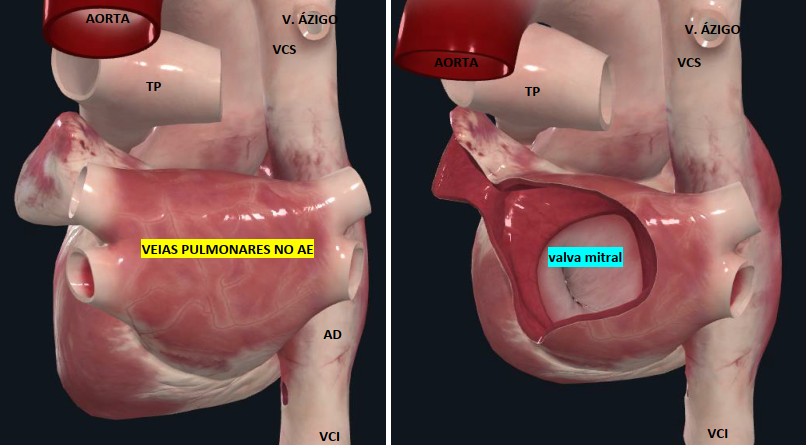 AORTA
V. ÁZIGO
VCS
TP
VEIAS PULMONARES NO AE
AD
VCI
V. ÁZIGO
AORTA
VCS
TP
valva mitral
VCI